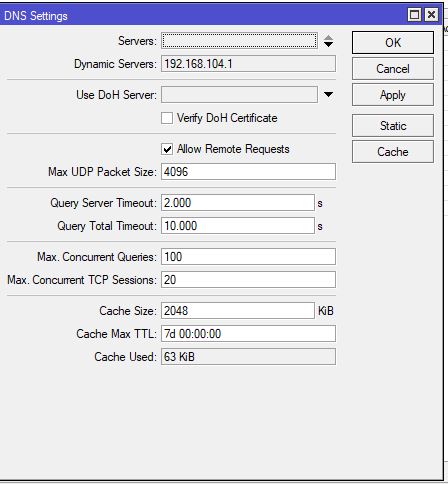 DNS Settings
Servers:
OK
Dynamic Servers: 192.168.104.1
Cancel
Use DoH Server:
Apply
Verify DoH Certificate
Static
Allow Remote Requests
Cache
Max UDP Packet Size: 4096
Query Server Timeout: 2.000 s
Query Total Timeout: 10.000 s
Max. Concurrent Queries: 100
Max. Concurrent TCP Sessions: 20
Cache Size: 2048 KiB
Cache Max TTL: 7d 00:00:00
Cache Used: 63 KiB